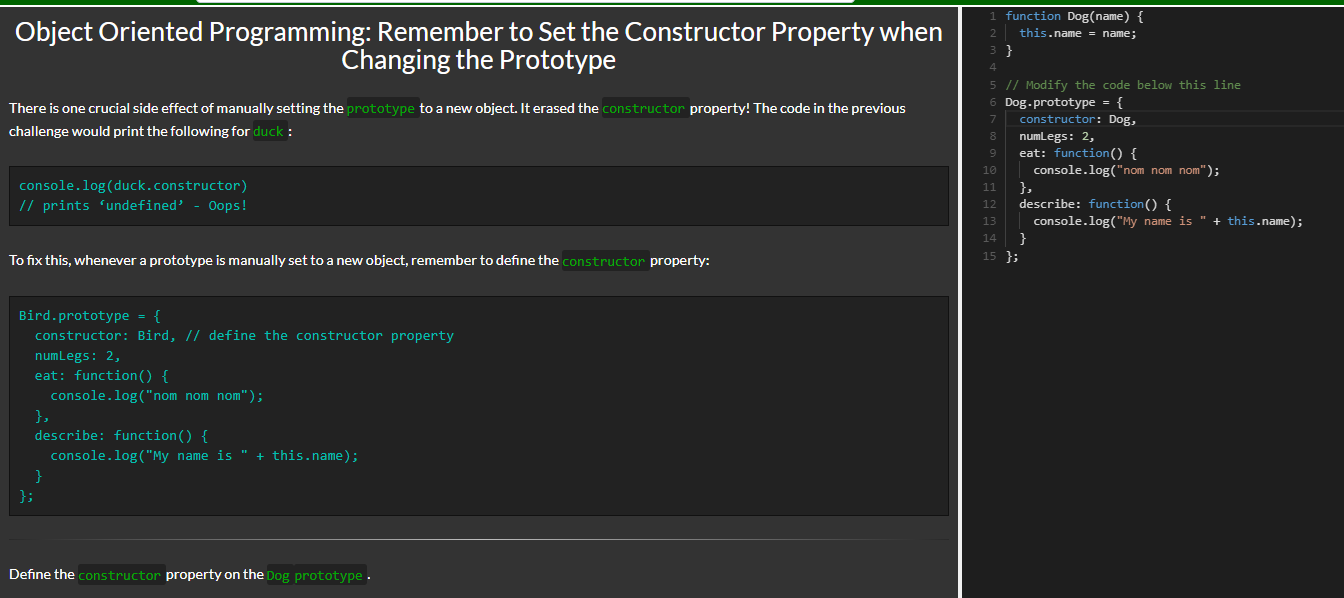 Object Oriented Programming: Remember to Set the Constructor Property when
Changing the Prototype
There is one crucial side effect of manually setting the prototype to a new object. It erased the constructor property! The code in the previous
challenge would print the following for duck :
console.log(duck.constructor)
// prints ‘undefined’ - Oops!
To fix this, whenever a prototype is manually set to a new object, remember to define the constructor property:
Bird.prototype = {
  constructor: Bird, // define the constructor property
  numLegs: 2,
  eat: function() {
    console.log("nom nom nom");
  },
  describe: function() {
    console.log("My name is " + this.name);
  }
};
Define the constructor property on the Dog prototype .
1 function Dog(name) {
2   this.name = name;
3 }
4
5 // Modify the code below this line
6 Dog.prototype = {
7   constructor: Dog,
8   numLegs: 2,
9   eat: function() {
10     console.log("nom nom nom");
11   },
12   describe: function() {
13     console.log("My name is " + this.name);
14   }
15 };